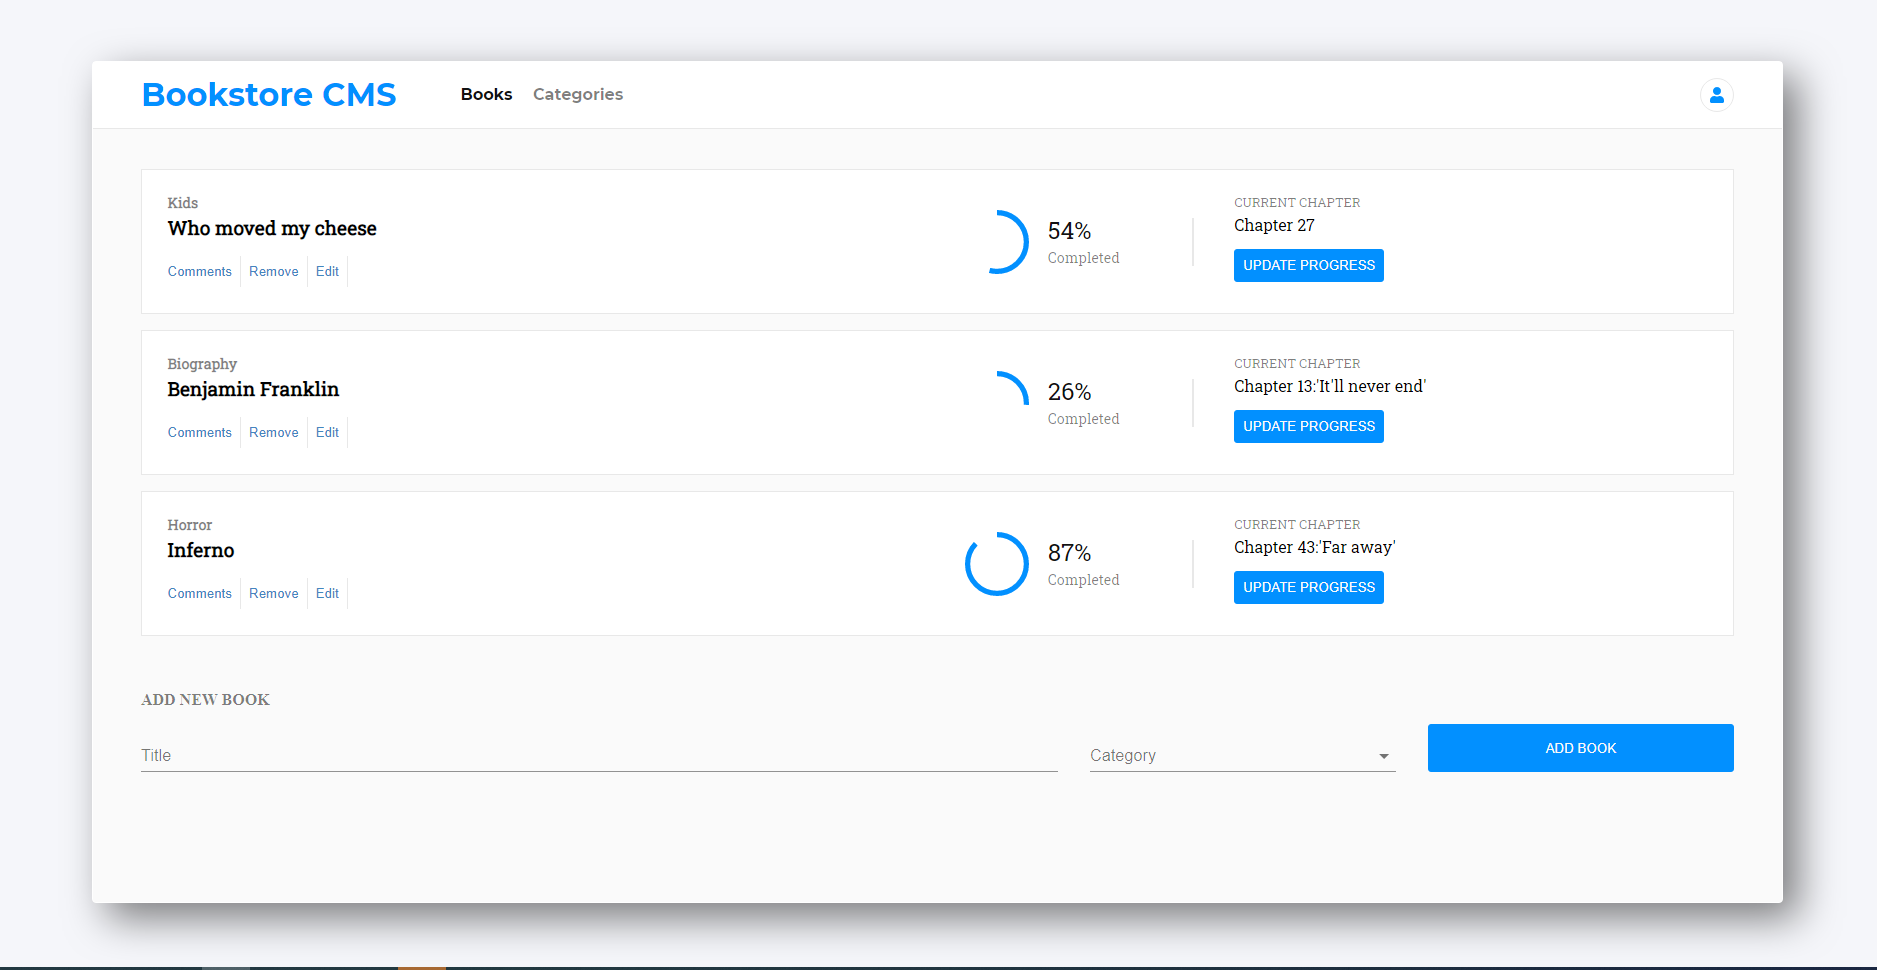 Bookstore CMS
Books
Categories
Kids
Who moved my cheese
Comments
Remove
Edit
54%
Completed
CURRENT CHAPTER
Chapter 27
UPDATE PROGRESS
Biography
Benjamin Franklin
Comments
Remove
Edit
26%
Completed
CURRENT CHAPTER
Chapter 13:'It'll never end'
UPDATE PROGRESS
Horror
Inferno
Comments
Remove
Edit
87%
Completed
CURRENT CHAPTER
Chapter 43:'Far away'
UPDATE PROGRESS
ADD NEW BOOK
Title
Category
ADD BOOK